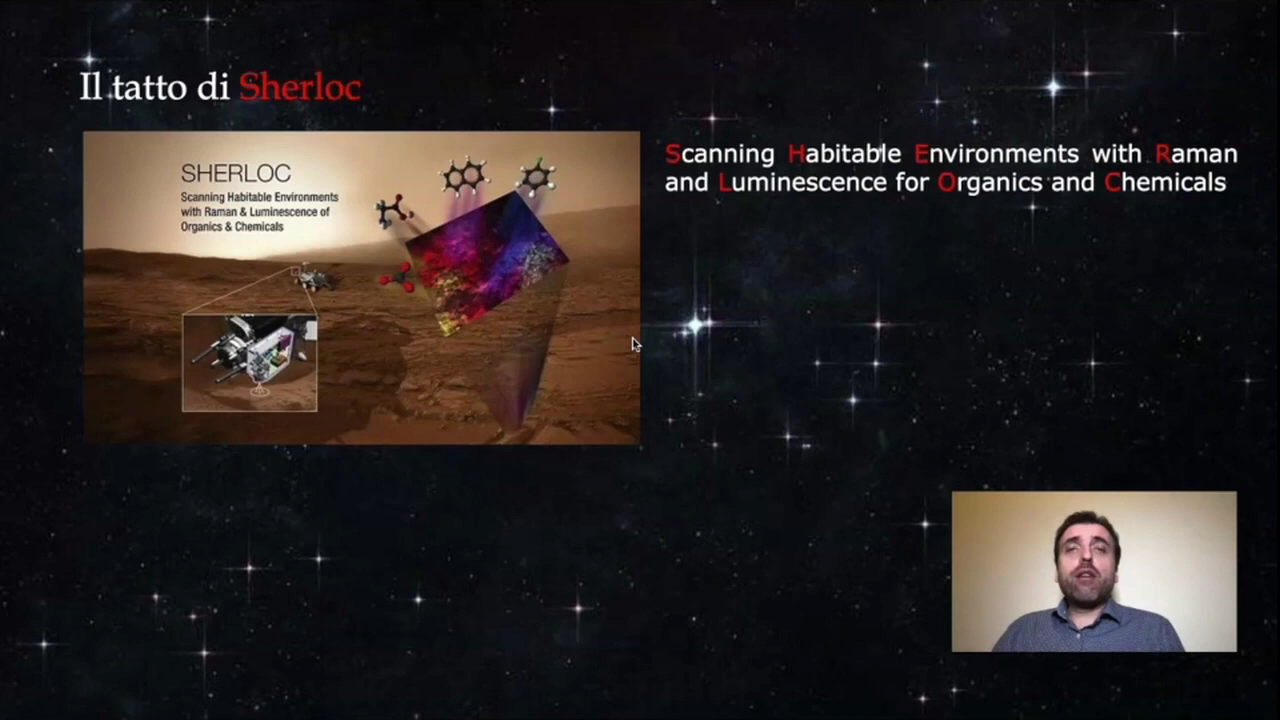 Il tatto di Sherloc
SHERLOC
Scanning Habitable Environments
with Raman & Luminescence of
Organics & Chemicals
Scanning Habitable Environments with Raman
and Luminescence for Organics and Chemicals